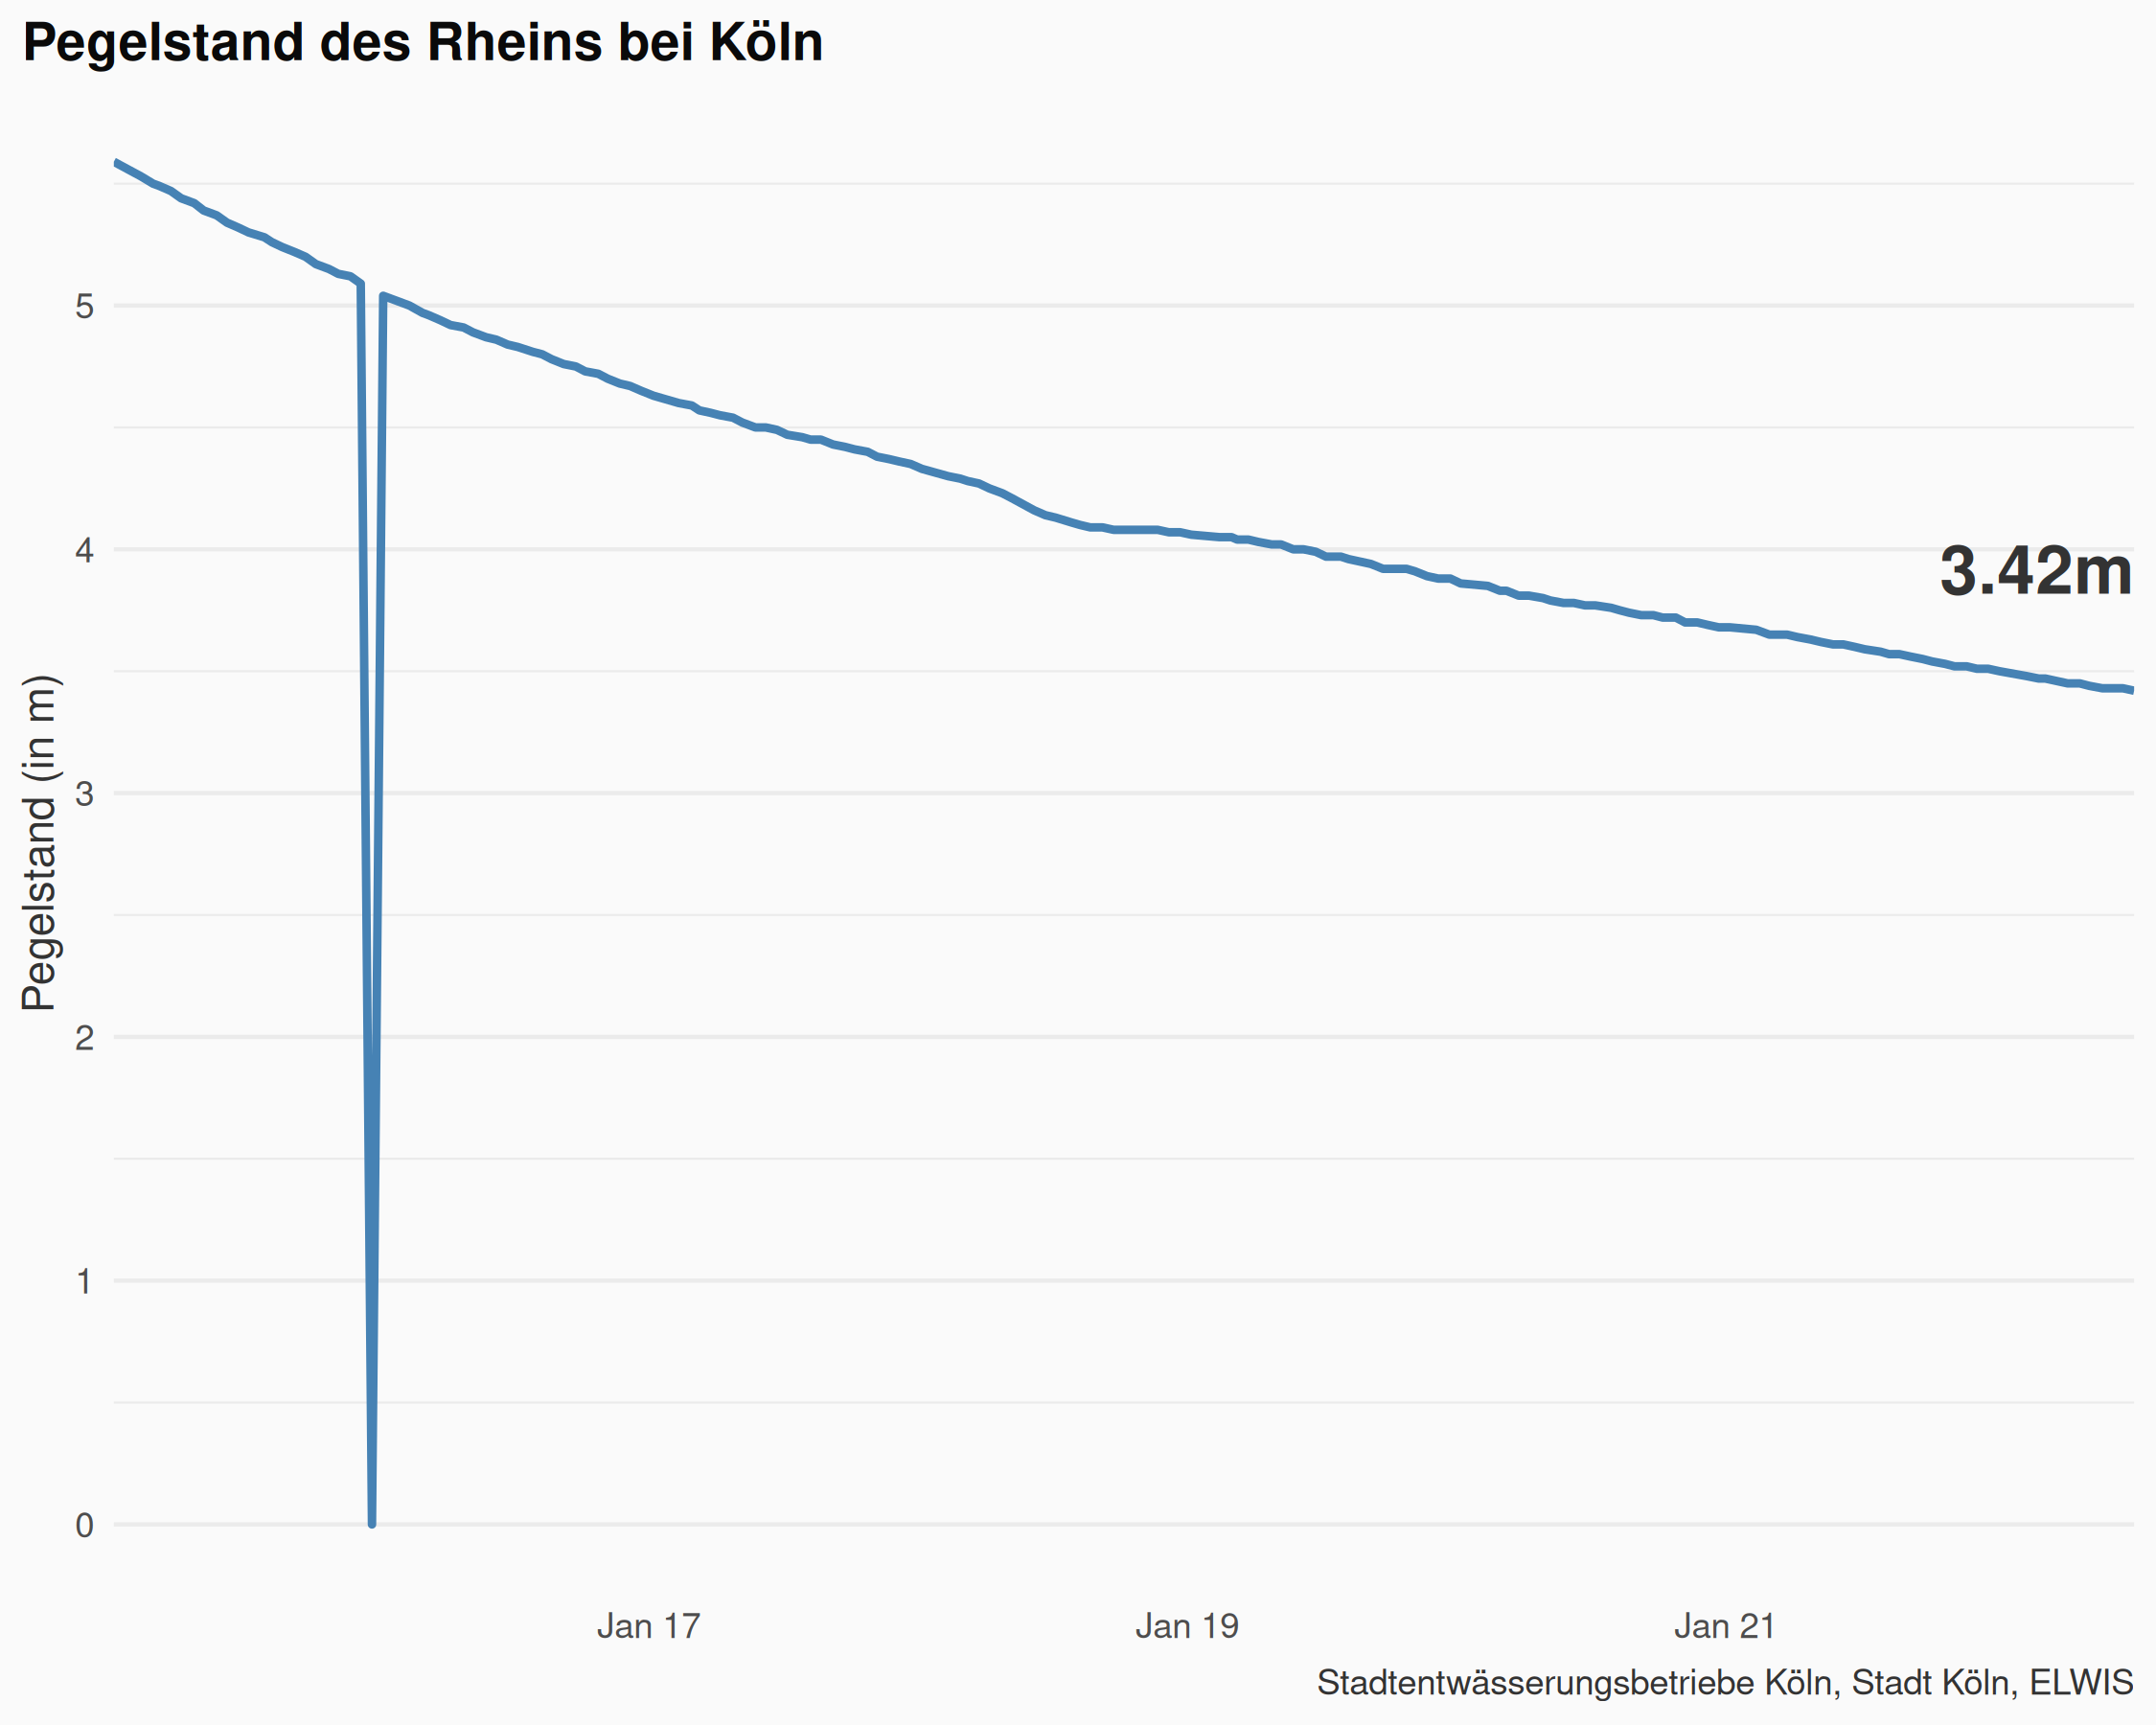 Pegelstand des Rheins bei Köln
5
4
3.42m
3
2
1
0
Pegelstand (in m)
Jan 17
Jan 19
Jan 21
Stadtentwässerungsbetriebe Köln, Stadt Köln, ELWIS